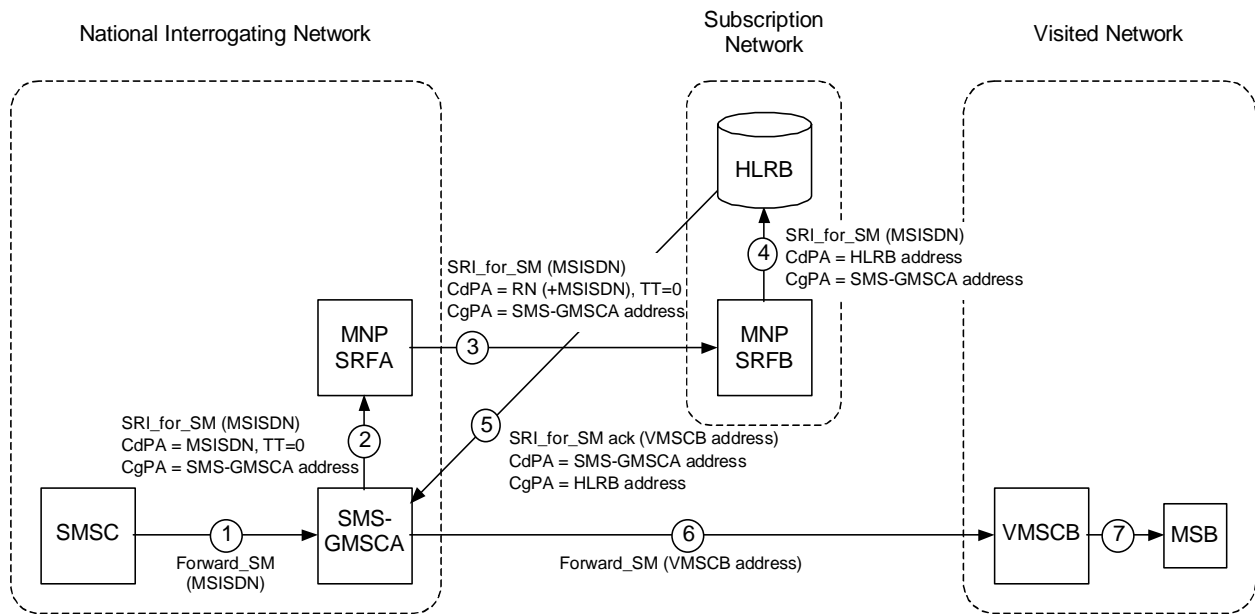 National Interrogating Network
Subscription
Network
Visited Network
HLRB
4
SRI_for_SM (MSISDN)
CdPA = HLRB address
CgPA = SMS-GMSCA address
SRI_for_SM (MSISDN)
CdPA = RN (+MSISDN), TT=0
CgPA = SMS-GMSCA address
MNP
SRFA
3
MNP
SRFB
SRI_for_SM (MSISDN)
CdPA = MSISDN, TT=0
CgPA = SMS-GMSCA address
2
5
SRI_for_SM ack (VMSCB address)
CdPA = SMS-GMSCA address
CgPA = HLRB address
SMSC
1
Forward_SM
(MSISDN)
SMS-
GMSCA
6
Forward_SM (VMSCB address)
VMSCB
7
MSB